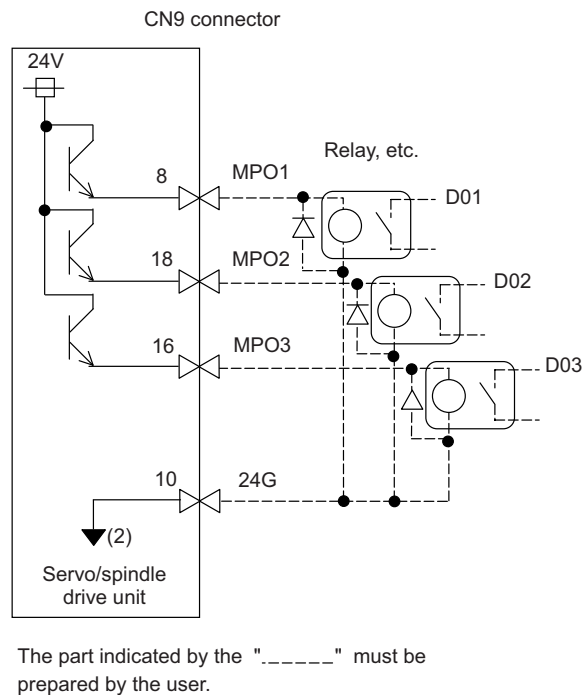 CN9 connector
24V
Relay, etc.
8
MPO1
D01
18
MPO2
D02
16
MPO3
D03
10
24G
(2)
Servo/spindle
drive unit
The part indicated by the ".______" must be
prepared by the user.